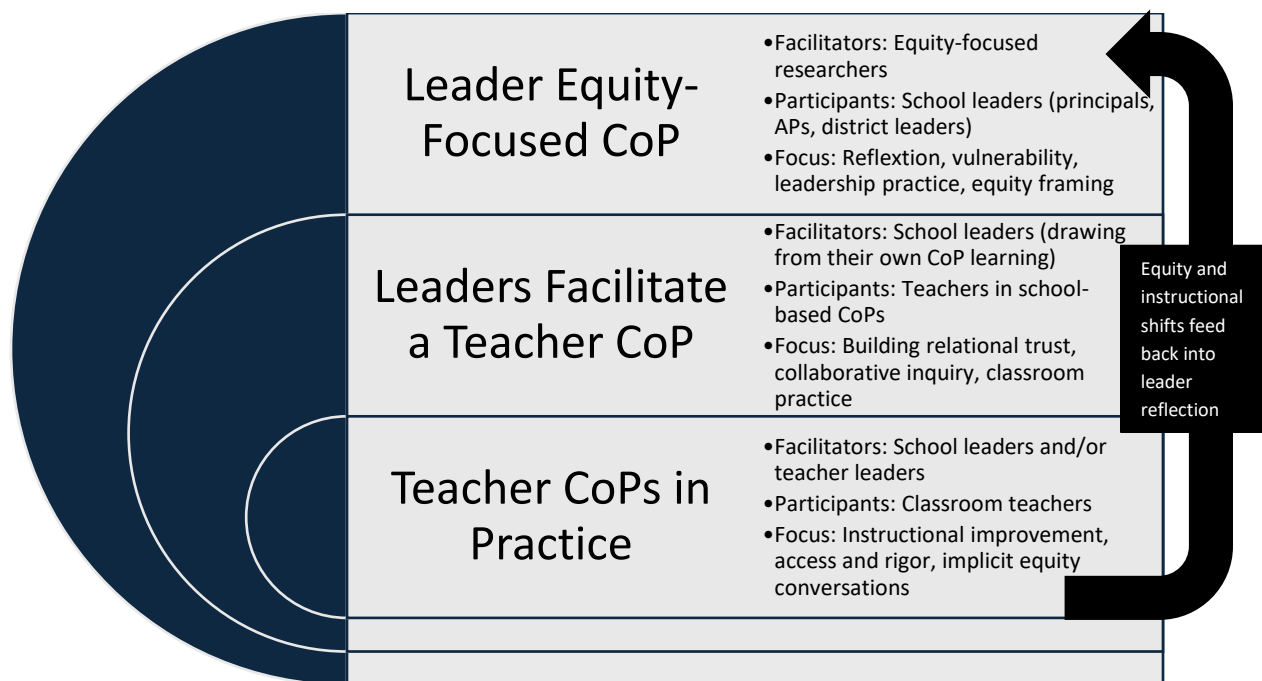 Leader Equity-
Focused CoP
•Facilitators: Equity-focused
researchers
•Participants: School leaders (principals,
APs, district leaders)
•Focus: Reflextion, vulnerability,
leadership practice, equity framing
Leaders Facilitate
a Teacher CoP
•Facilitators: School leaders (drawing
from their own CoP learning)
•Participants: Teachers in school-
based CoPs
•Focus: Building relational trust,
collaborative inquiry, classroom
practice
Teacher CoPs in
Practice
•Facilitators: School leaders and/or
teacher leaders
•Participants: Classroom teachers
•Focus: Instructional improvement,
access and rigor, implicit equity
conversations
Equity and
instructional
shifts feed
back into
leader
reflection